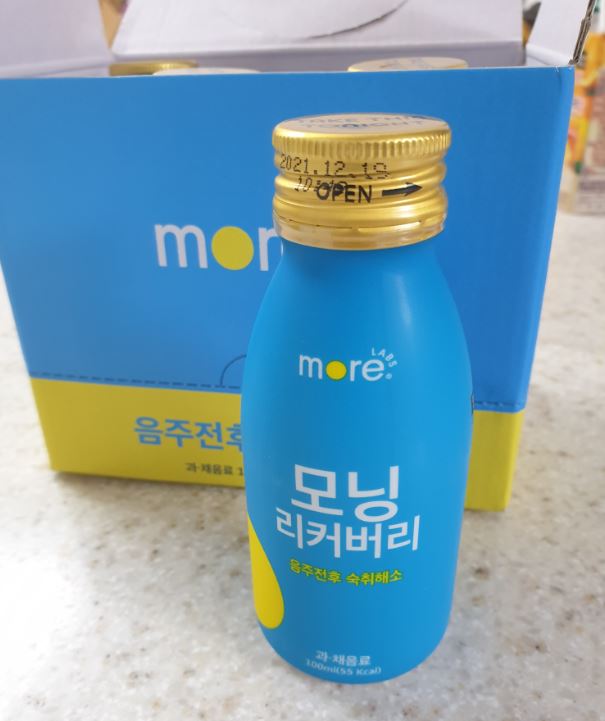 2021.12.19
OPEN →
more
LABS
모닝
리커버리
음주전후 숙취해소
과·채음료
100ml(55 Kcal)
음주전후
과·채음료